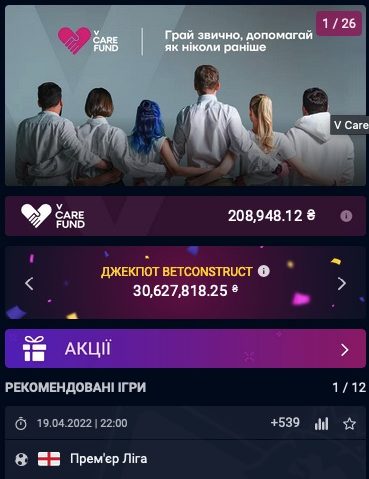 1 / 26
V
CARE
FUND
Грай звично, допомагай
як ніколи раніше
V Care
V
CARE
FUND
208,948.12 ₴
i
ДЖЕКПОТ BETCONSTRUCT i
30,627,818.25 ₴
АКЦІЇ
РЕКОМЕНДОВАНІ ІГРИ
1 / 12
19.04.2022 | 22:00
+539
Прем'єр Ліга